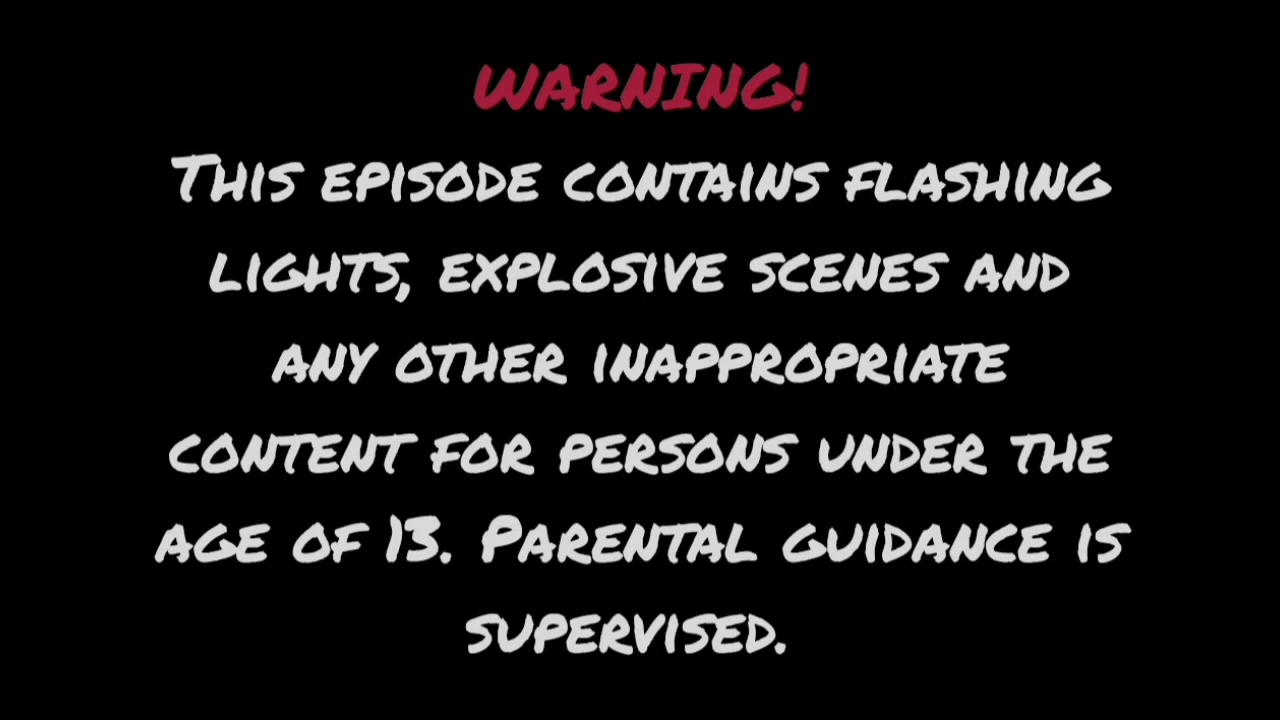 WARNING!
THIS EPISODE CONTAINS FLASHING
LIGHTS, EXPLOSIVE SCENES AND
ANY OTHER INAPPROPRIATE
CONTENT FOR PERSONS UNDER THE
AGE OF 13. PARENTAL GUIDANCE IS
SUPERVISED.